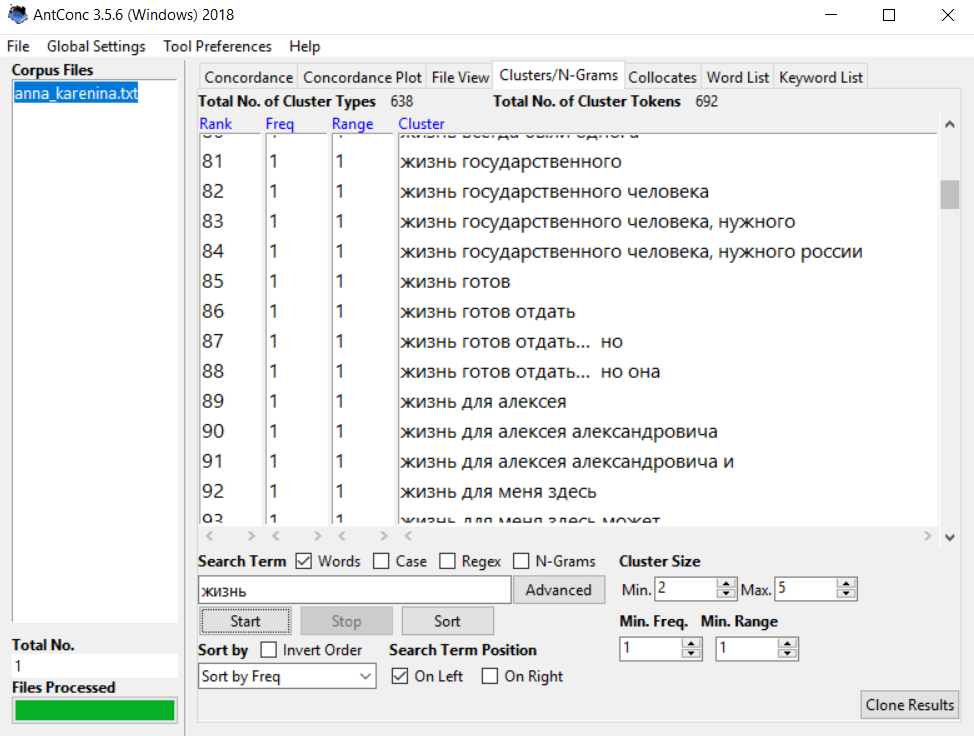 AntConc 3.5.6 (Windows) 2018
File Global Settings Tool Preferences Help
Corpus Files
anna_karenina.txt
Concordance Concordance Plot File View Clusters/N-Grams Collocates Word List Keyword List
Total No. of Cluster Types 638 Total No. of Cluster Tokens 692
Rank Freq Range Cluster
81 1 1 жизнь государственного
82 1 1 жизнь государственного человека
83 1 1 жизнь государственного человека, нужного
84 1 1 жизнь государственного человека, нужного россии
85 1 1 жизнь готов
86 1 1 жизнь готов отдать
87 1 1 жизнь готов отдать... но
88 1 1 жизнь готов отдать... но она
89 1 1 жизнь для алексея
90 1 1 жизнь для алексея александровича
91 1 1 жизнь для алексея александровича и
92 1 1 жизнь для меня здесь
93 1 1 жизнь для меня здесь может
Search Term Words Case Regex N-Grams Cluster Size
жизнь Advanced Min. 2 Max. 5
Start Stop Sort Min. Freq. Min. Range
1 1
Sort by Invert Order Search Term Position
Sort by Freq On Left On Right
Total No.
1
Files Processed
Clone Results